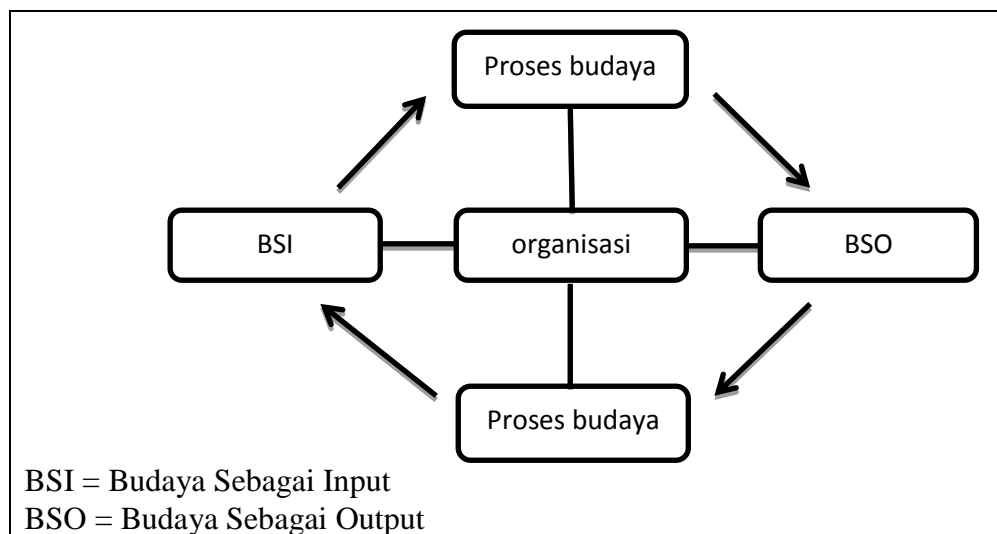 Proses budaya
BSI
organisasi
BSO
Proses budaya
BSI = Budaya Sebagai Input
BSO = Budaya Sebagai Output